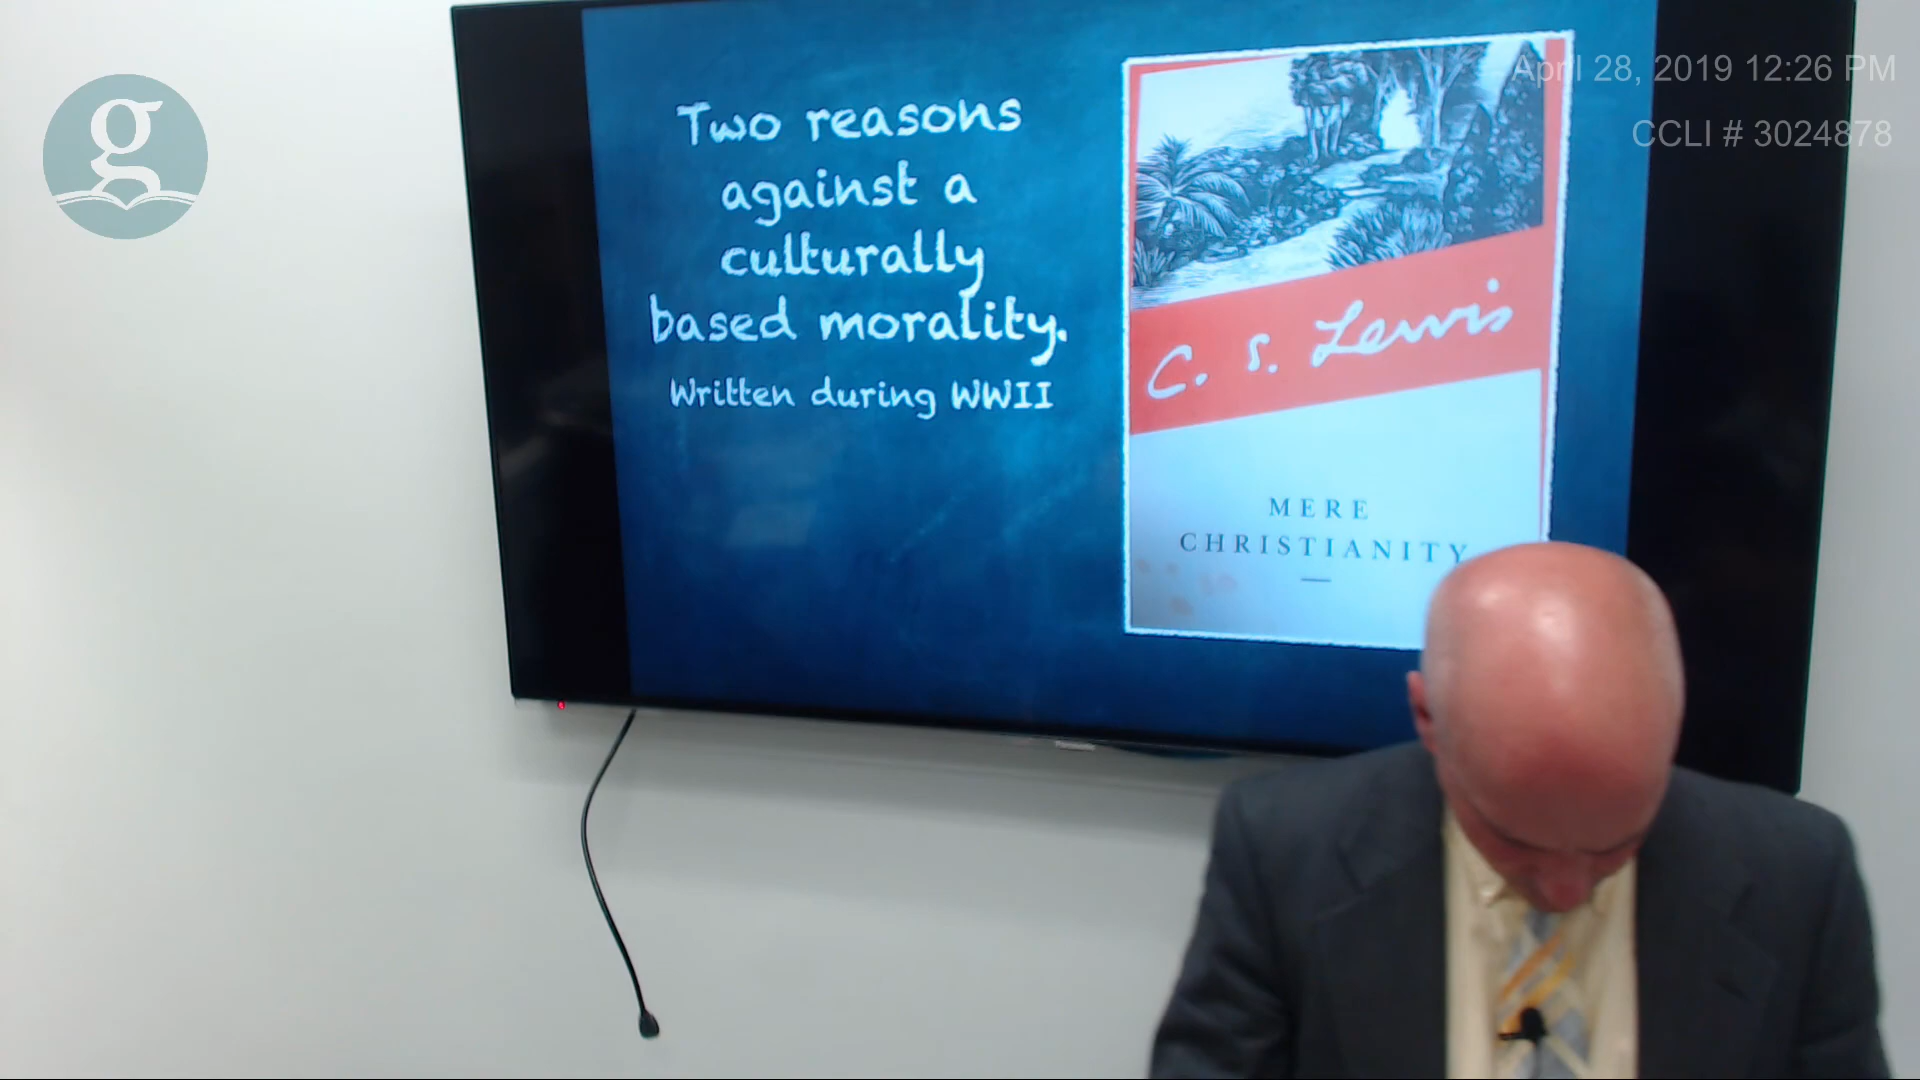 g
April 28, 2019 12:26 PM
CCLI # 3024878
Two reasons
against a
culturally
based morality.
Written during WWII
C. S. Lewis
MERE
CHRISTIANITY